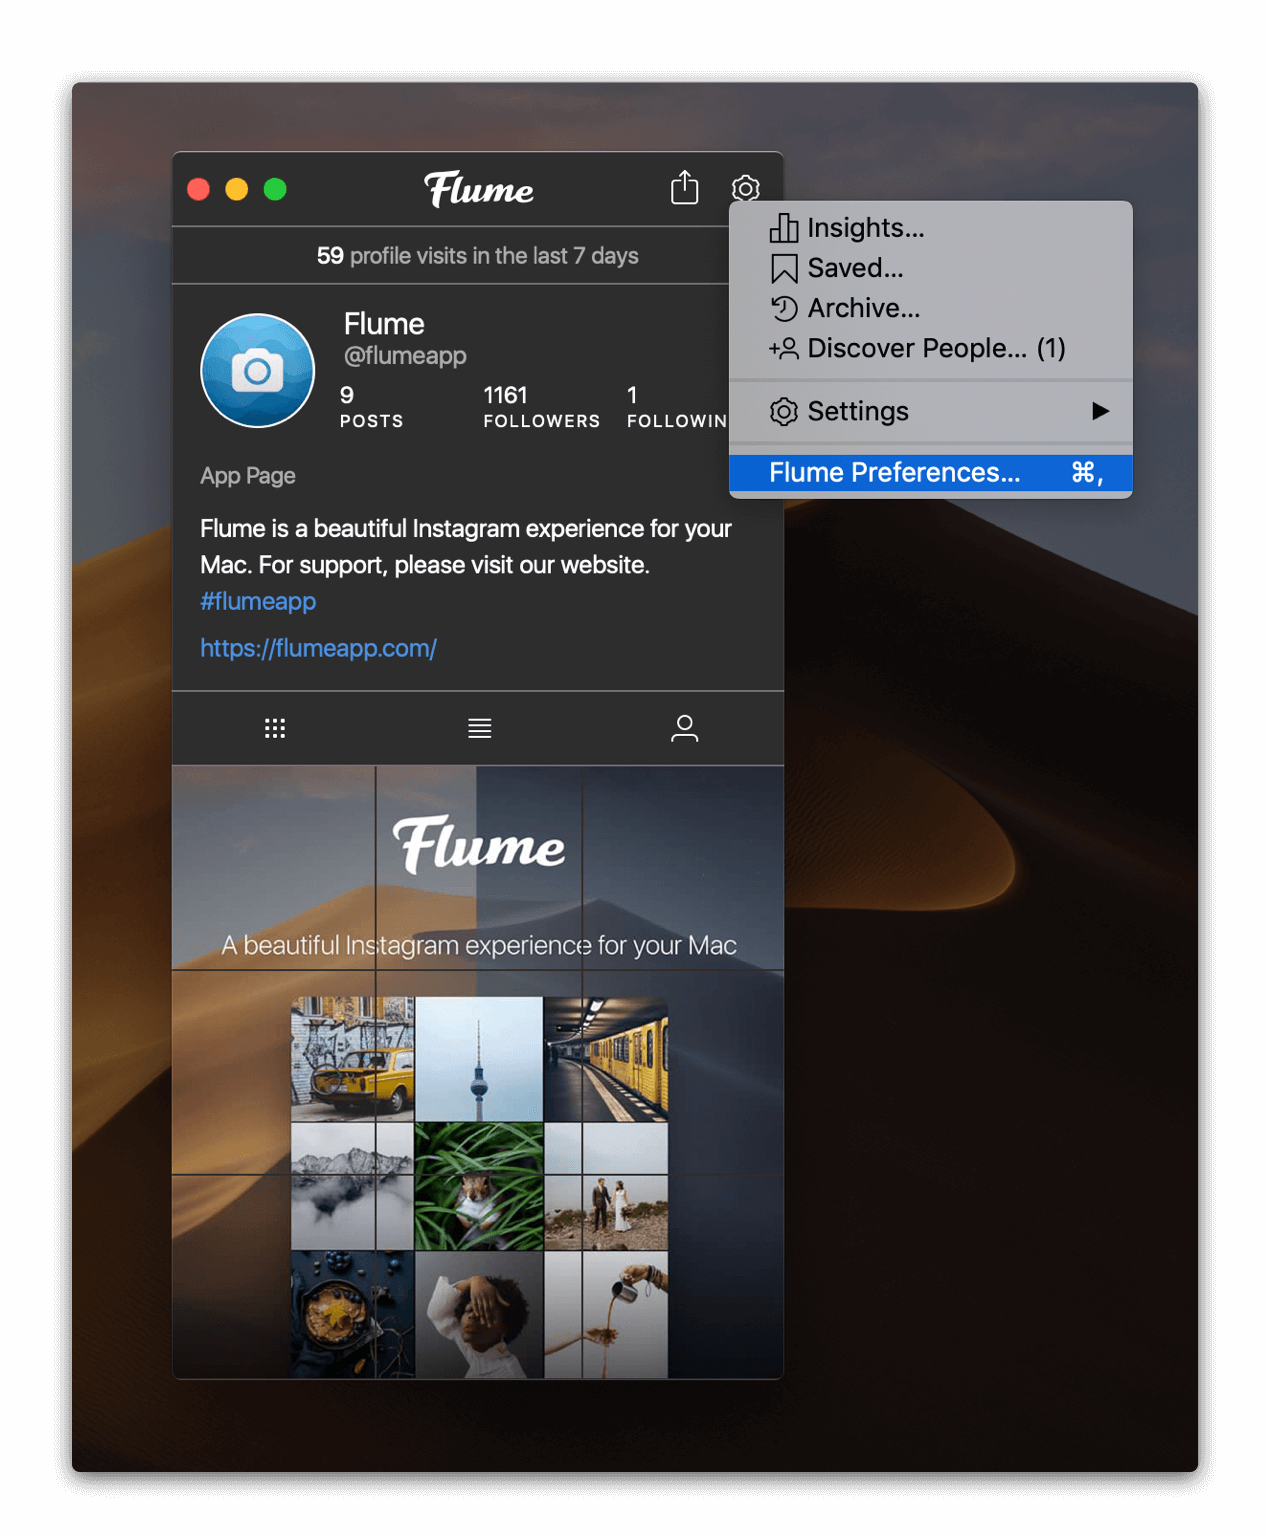 Flume
59 profile visits in the last 7 days
Flume
@flumeapp
9
POSTS
1161
FOLLOWERS
1
FOLLOWIN
App Page
Flume is a beautiful Instagram experience for your
Mac. For support, please visit our website.
#flumeapp
https://flumeapp.com/
Insights...
Saved...
Archive...
Discover People... (1)
Settings
Flume Preferences... ⌘,
Flume
A beautiful Instagram experience for your Mac